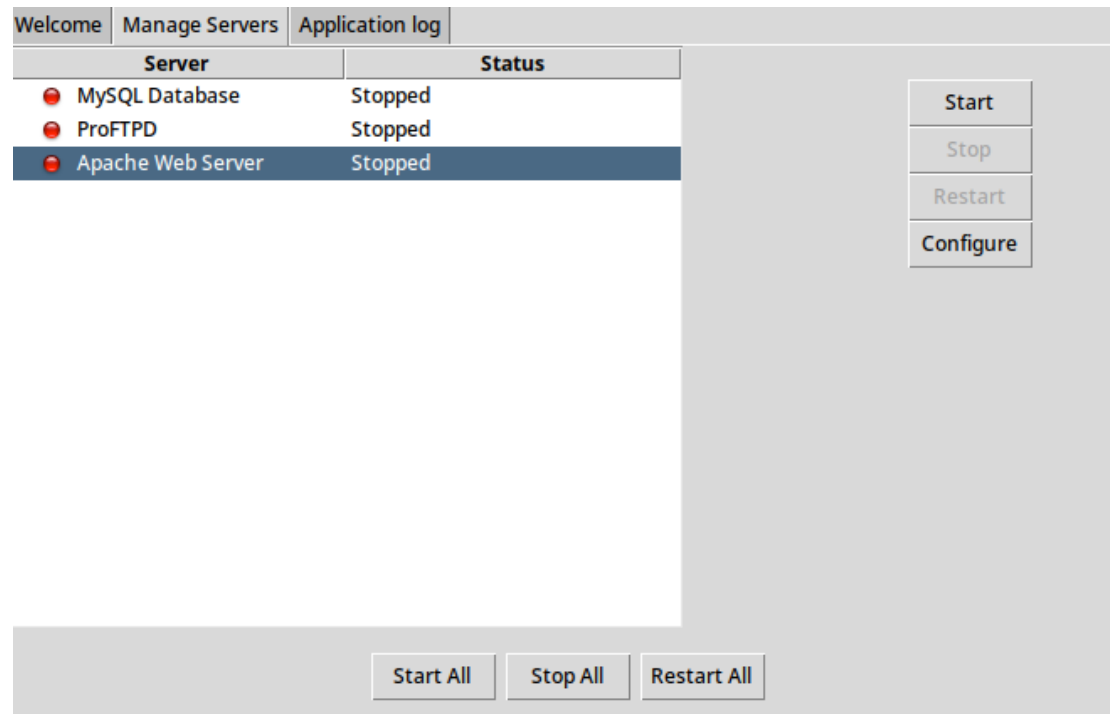 Welcome Manage Servers Application log
Server Status
MySQL Database Stopped
ProFTPD Stopped
Apache Web Server Stopped
Start
Stop
Restart
Configure
Start All Stop All Restart All